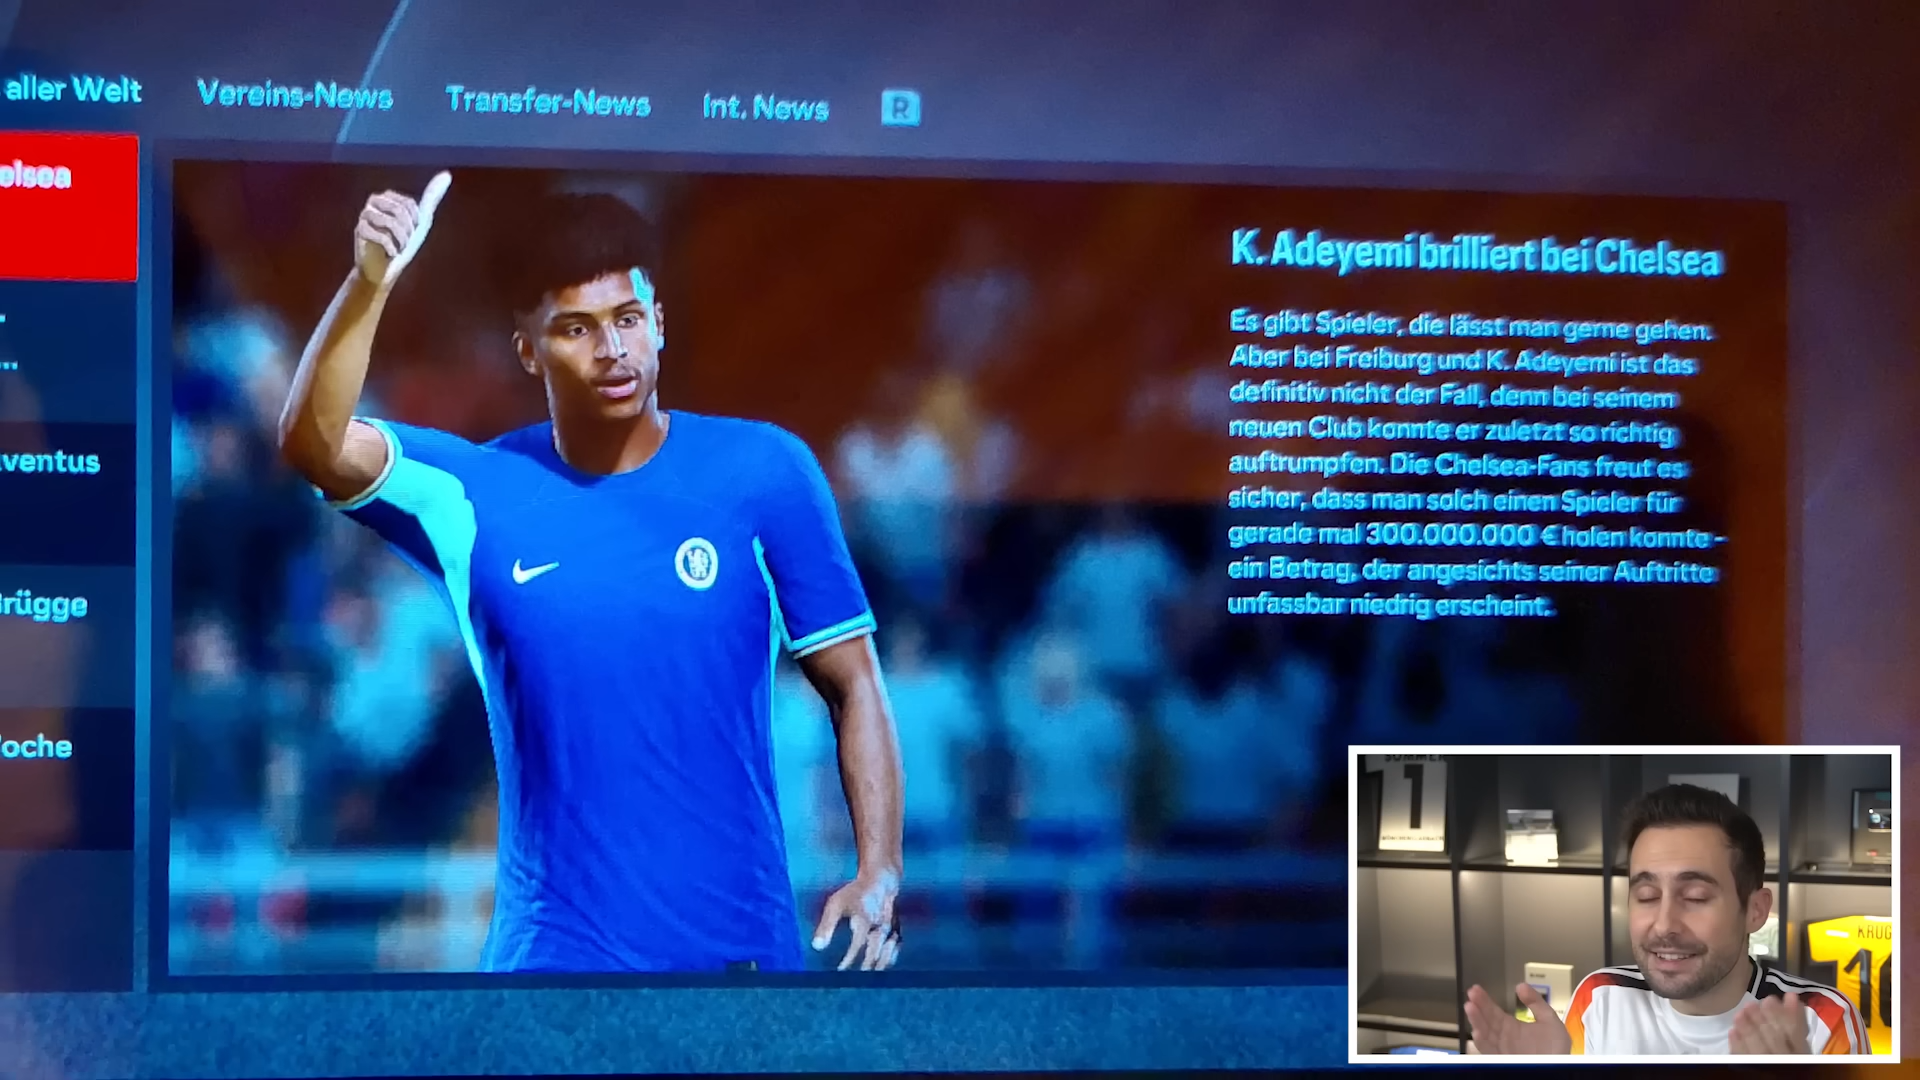 aller Welt
Vereins-News
Transfer-News
Int. News
R
elsea
ventus
rügge
oche
K. Adeyemi brilliert bei Chelsea
Es gibt Spieler, die lässt man gerne gehen.
Aber bei Freiburg und K. Adeyemi ist das
definitiv nicht der Fall, denn bei seinem
neuen Club konnte er zuletzt so richtig
auftrumpfen. Die Chelsea-Fans freut es
sicher, dass man solch einen Spieler für
gerade mal 300.000.000 € holen konnte -
ein Betrag, der angesichts seiner Auftritte
unfassbar niedrig erscheint.
SOMMER
1
KRUG